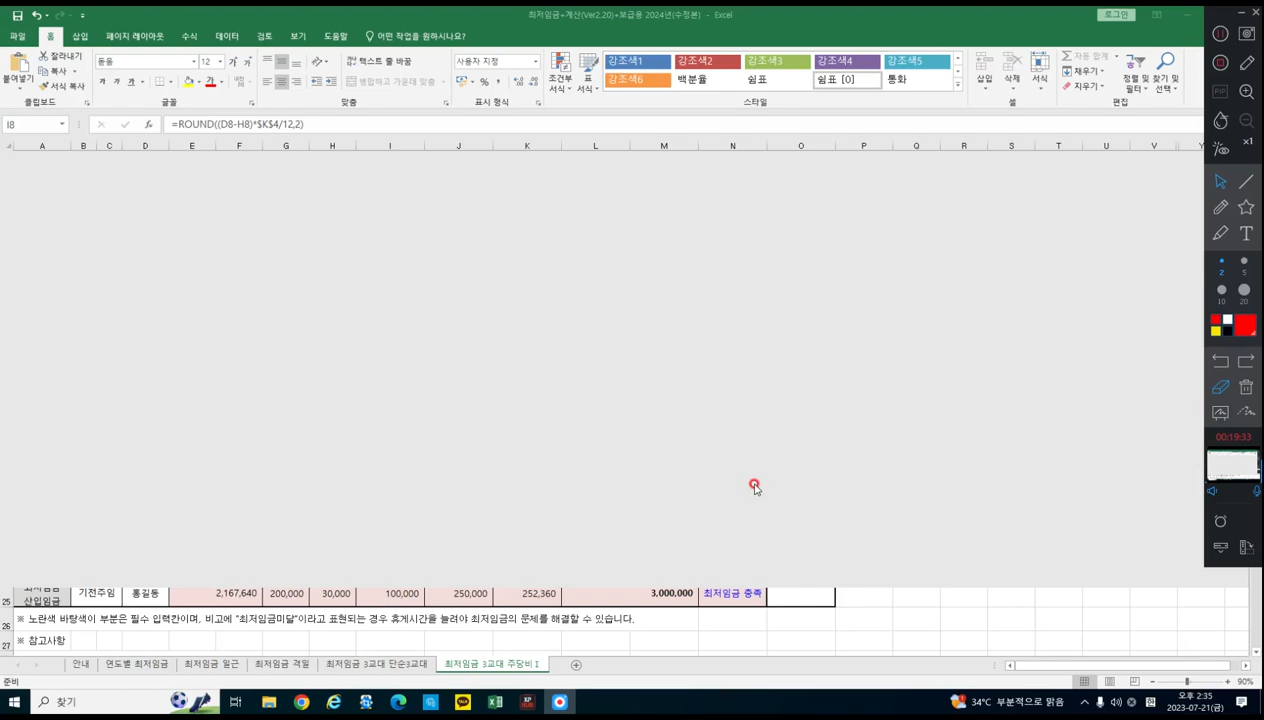 최저임금+계산(Ver2.20)+보급용 2024년(수정본) - Excel
로그인
파일 홈 삽입 페이지 레이아웃 수식 데이터 검토 보기 도움말 어떤 작업을 원하시나요?
붙여넣기
잘라내기
복사
서식 복사
클립보드
돋움 12
가 가 가
글꼴
텍스트 줄 바꿈
병합하고 가운데 맞춤
맞춤
사용자 지정
표시 형식
조건부 서식
표 서식
강조색1 강조색2 강조색3 강조색4 강조색5
강조색6 백분율 쉼표 쉼표 [0] 통화
스타일
삽입 삭제 서식
셀
자동 합계
채우기
지우기
정렬 및 필터
찾기 및 선택
편집
I8 fx =ROUND((D8-H8)*$K$4/12,2)
A B C D E F G H I J K L M N O P Q R S T U V
PIP
x1
T
2 5
10 20
00:19:33
25 산입임금 기전주임 홍길동 2,167,640 200,000 30,000 100,000 250,000 252,360 3,000,000 최저임금 충족
26 ※ 노란색 바탕색이 부분은 필수 입력칸이며, 비고에 "최저임금미달"이라고 표현되는 경우 휴게시간을 늘려야 최저임금의 문제를 해결할 수 있습니다.
27 ※ 참고사항
안내 연도별 최저임금 최저임금 일근 최저임금 격일 최저임금 3교대 단순3교대 최저임금 3교대 주당비 I
준비 90%
찾기
TALK
XP HUB
34°C 부분적으로 맑음
오후 2:35
2023-07-21(금)